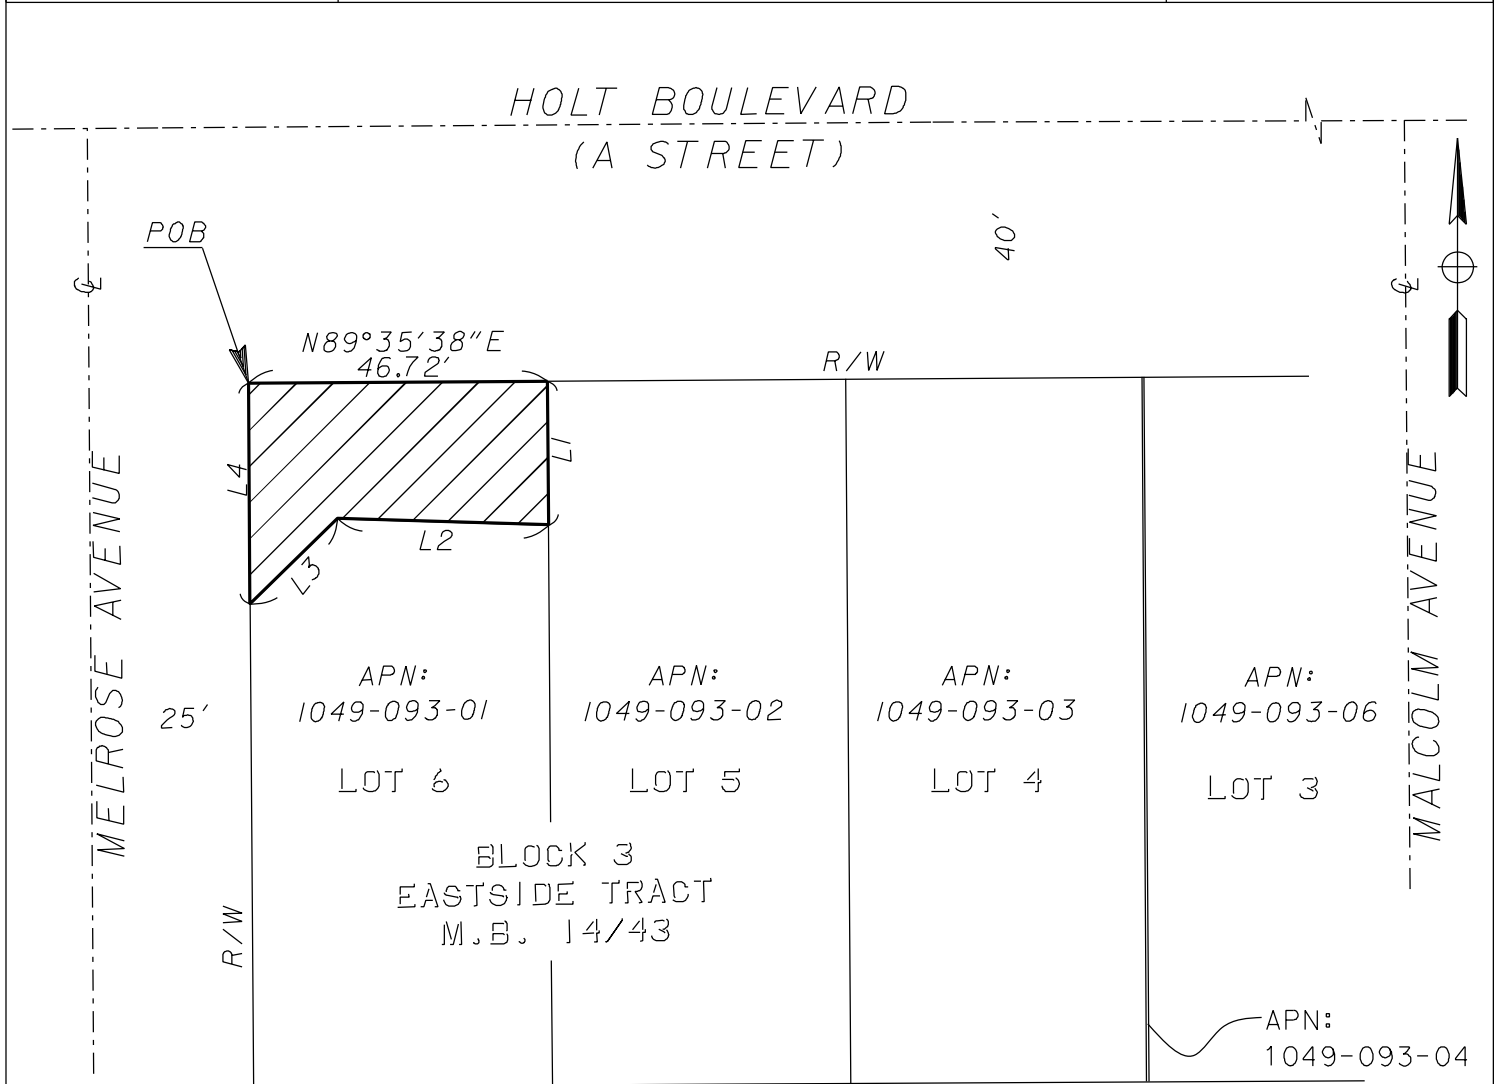 HOLT BOULEVARD
(A STREET)
POB
40'
℄
℄
N89°35'38"E
46.72'
R/W
L4
L1
L2
L3
MELROSE AVENUE
MALCOLM AVENUE
25'
APN:
1049-093-01
LOT 6
APN:
1049-093-02
LOT 5
APN:
1049-093-03
LOT 4
APN:
1049-093-06
LOT 3
BLOCK 3
EASTSIDE TRACT
M.B. 14/43
R/W
APN:
1049-093-04